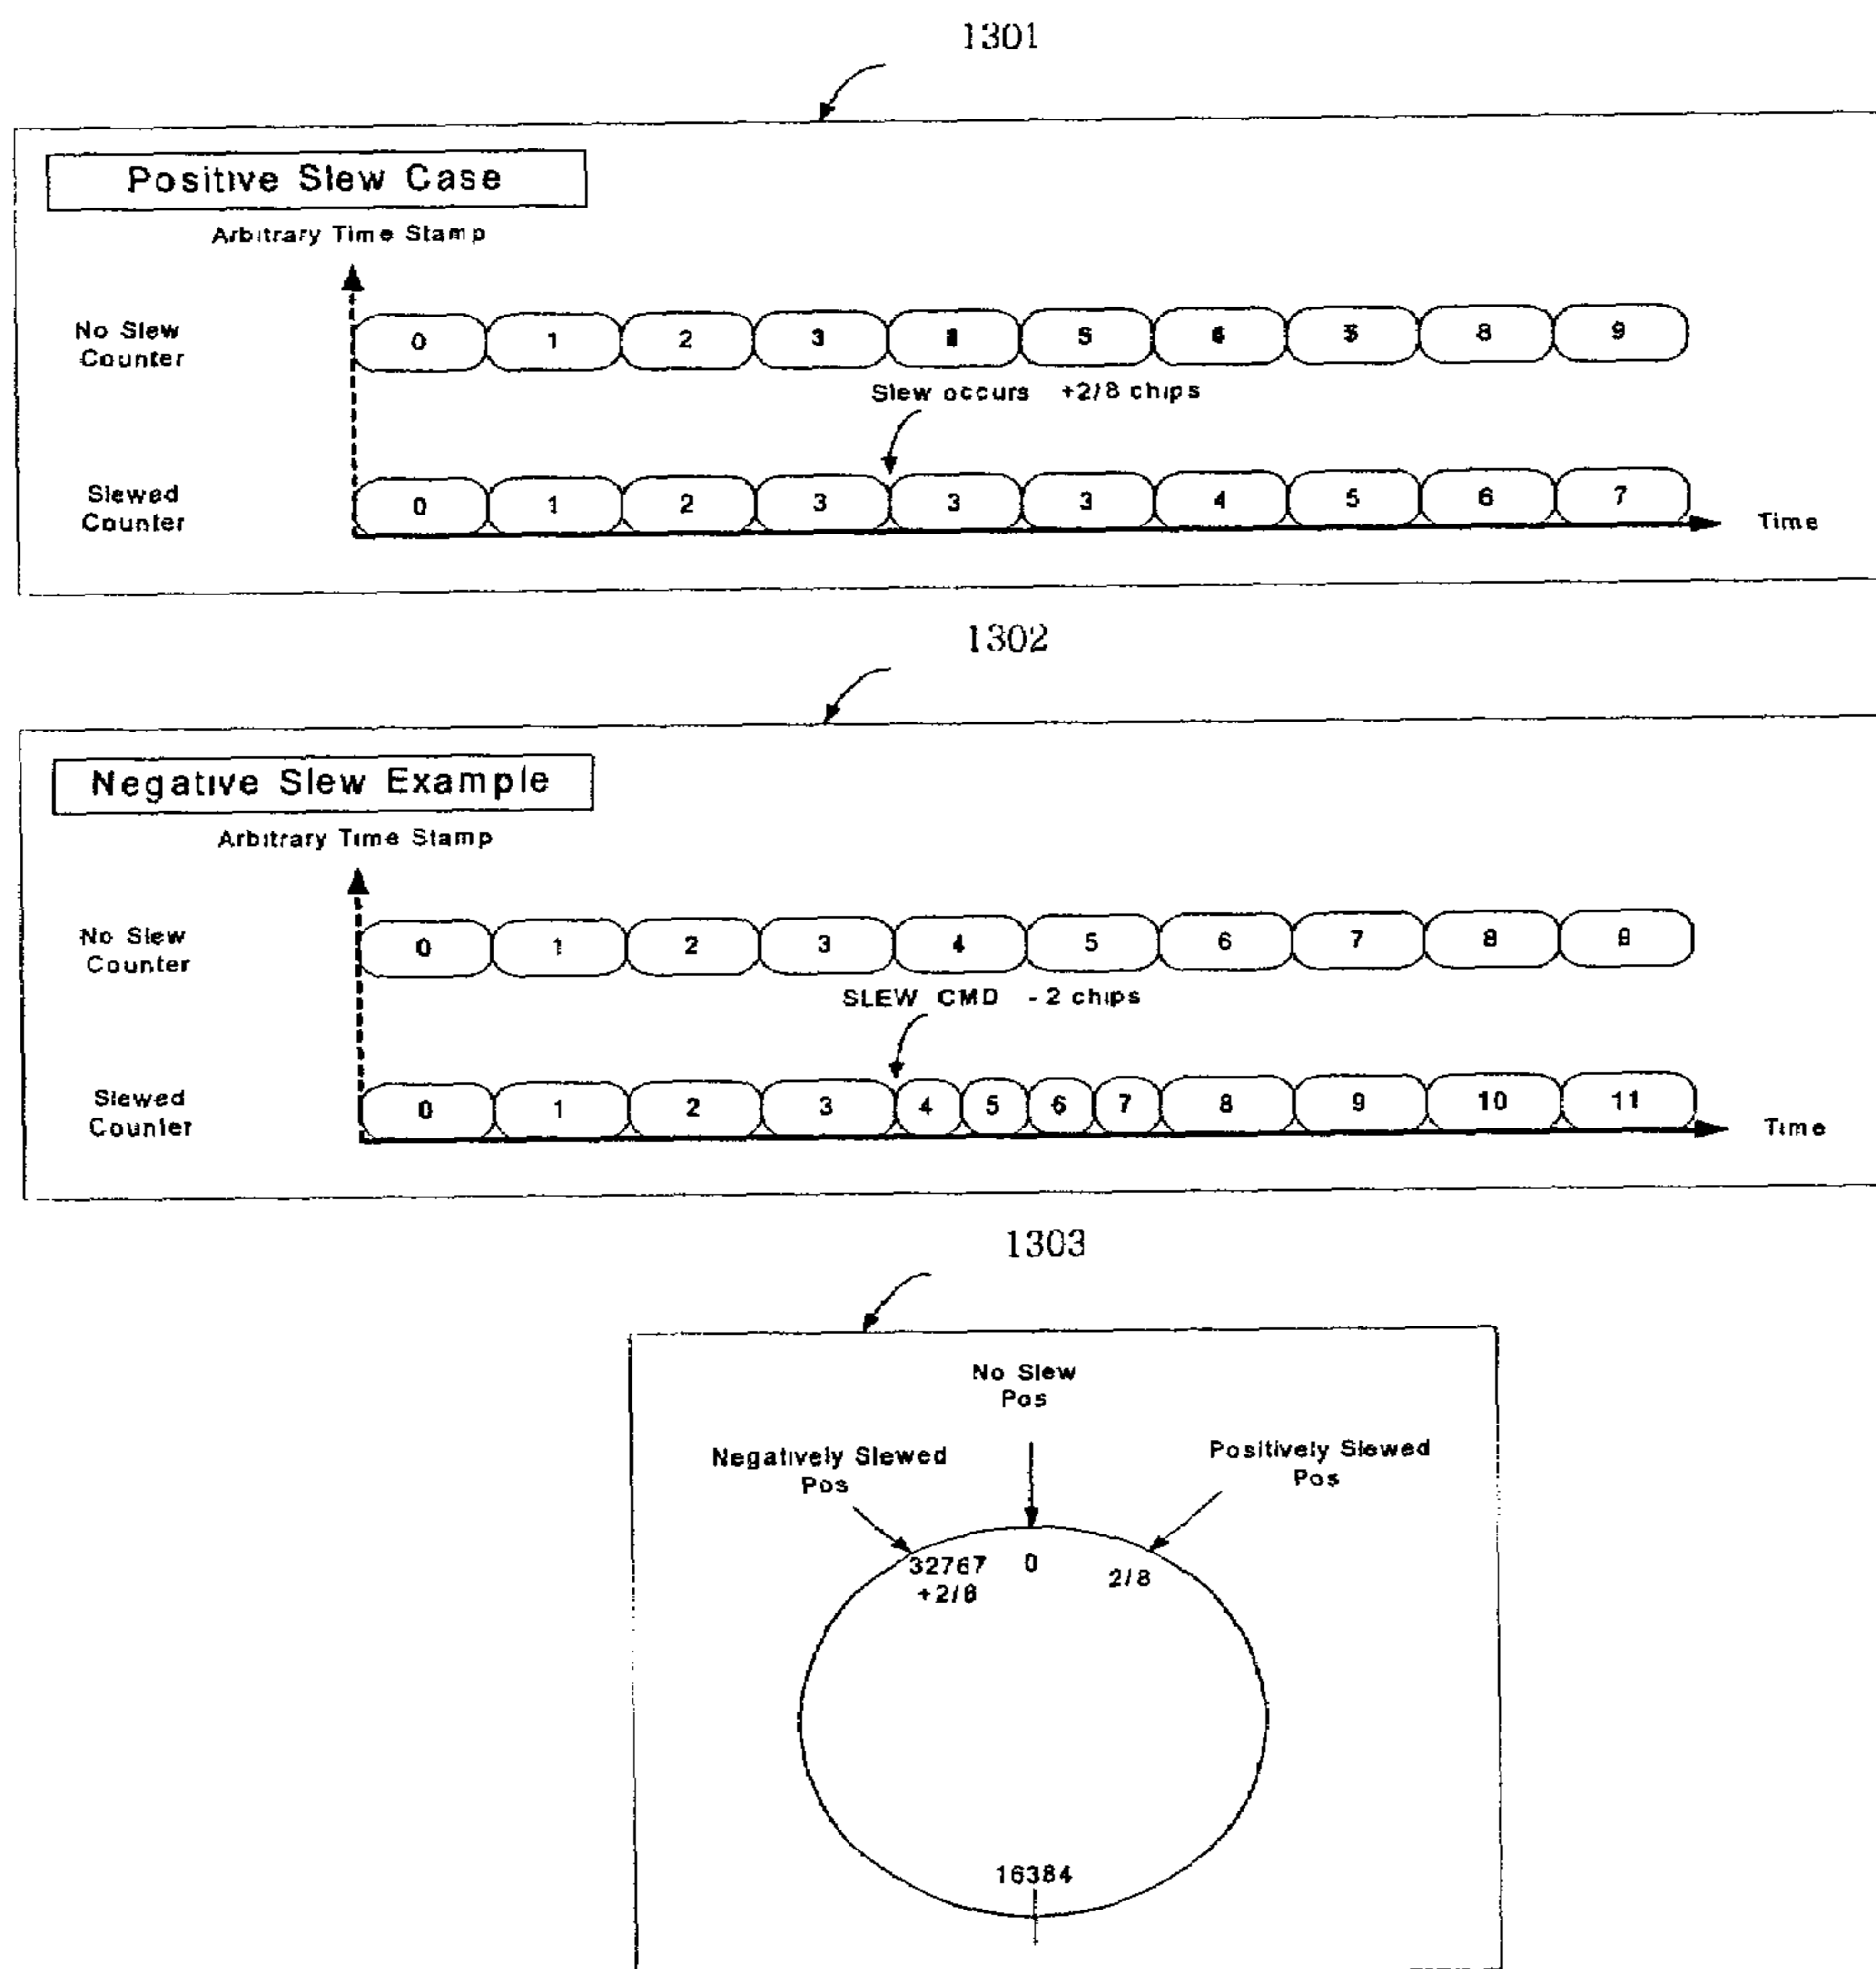 1301
Positive Slew Case
Arbitrary Time Stamp
No Slew
Counter
0 1 2 3 5 8 9
Slew occurs +2/8 chips
Slewed
Counter
0 1 2 3 3 3 4 5 6 7
Time
1302
Negative Slew Example
Arbitrary Time Stamp
No Slew
Counter
0 1 2 3 4 5 6 7 8
SLEW CMD - 2 chips
Slewed
Counter
0 1 2 3 4 5 6 7 8 9 10 11
Time
1303
No Slew
Pos
Negatively Slewed
Pos
Positively Slewed
Pos
32767
0
2/8
16384